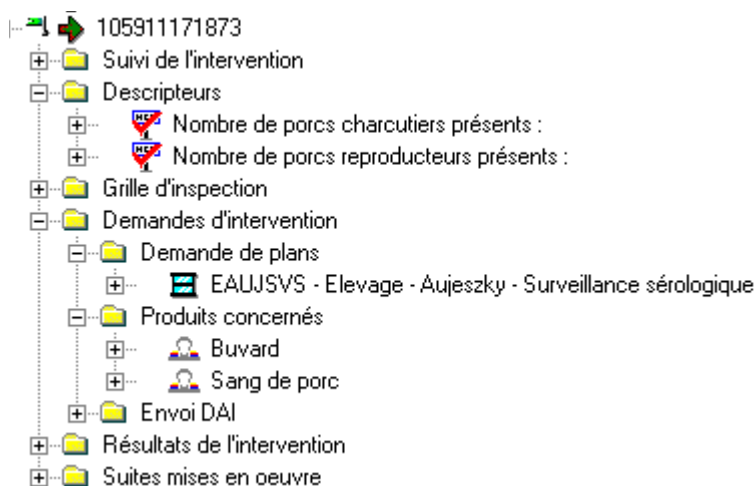 105911171873
Suivi de l'intervention
Descripteurs
Nombre de porcs charcutiers présents :
Nombre de porcs reproducteurs présents :
Grille d'inspection
Demandes d'intervention
Demande de plans
EAUJSVS - Elevage - Aujeszky - Surveillance sérologique
Produits concernés
Buvard
Sang de porc
Envoi DAI
Résultats de l'intervention
Suites mises en oeuvre